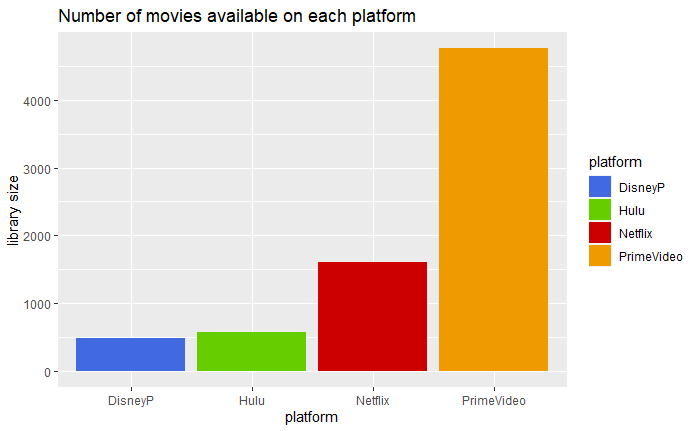 Number of movies available on each platform
library size
4000
3000
2000
1000
0
DisneyP
Hulu
Netflix
PrimeVideo
platform
platform
DisneyP
Hulu
Netflix
PrimeVideo